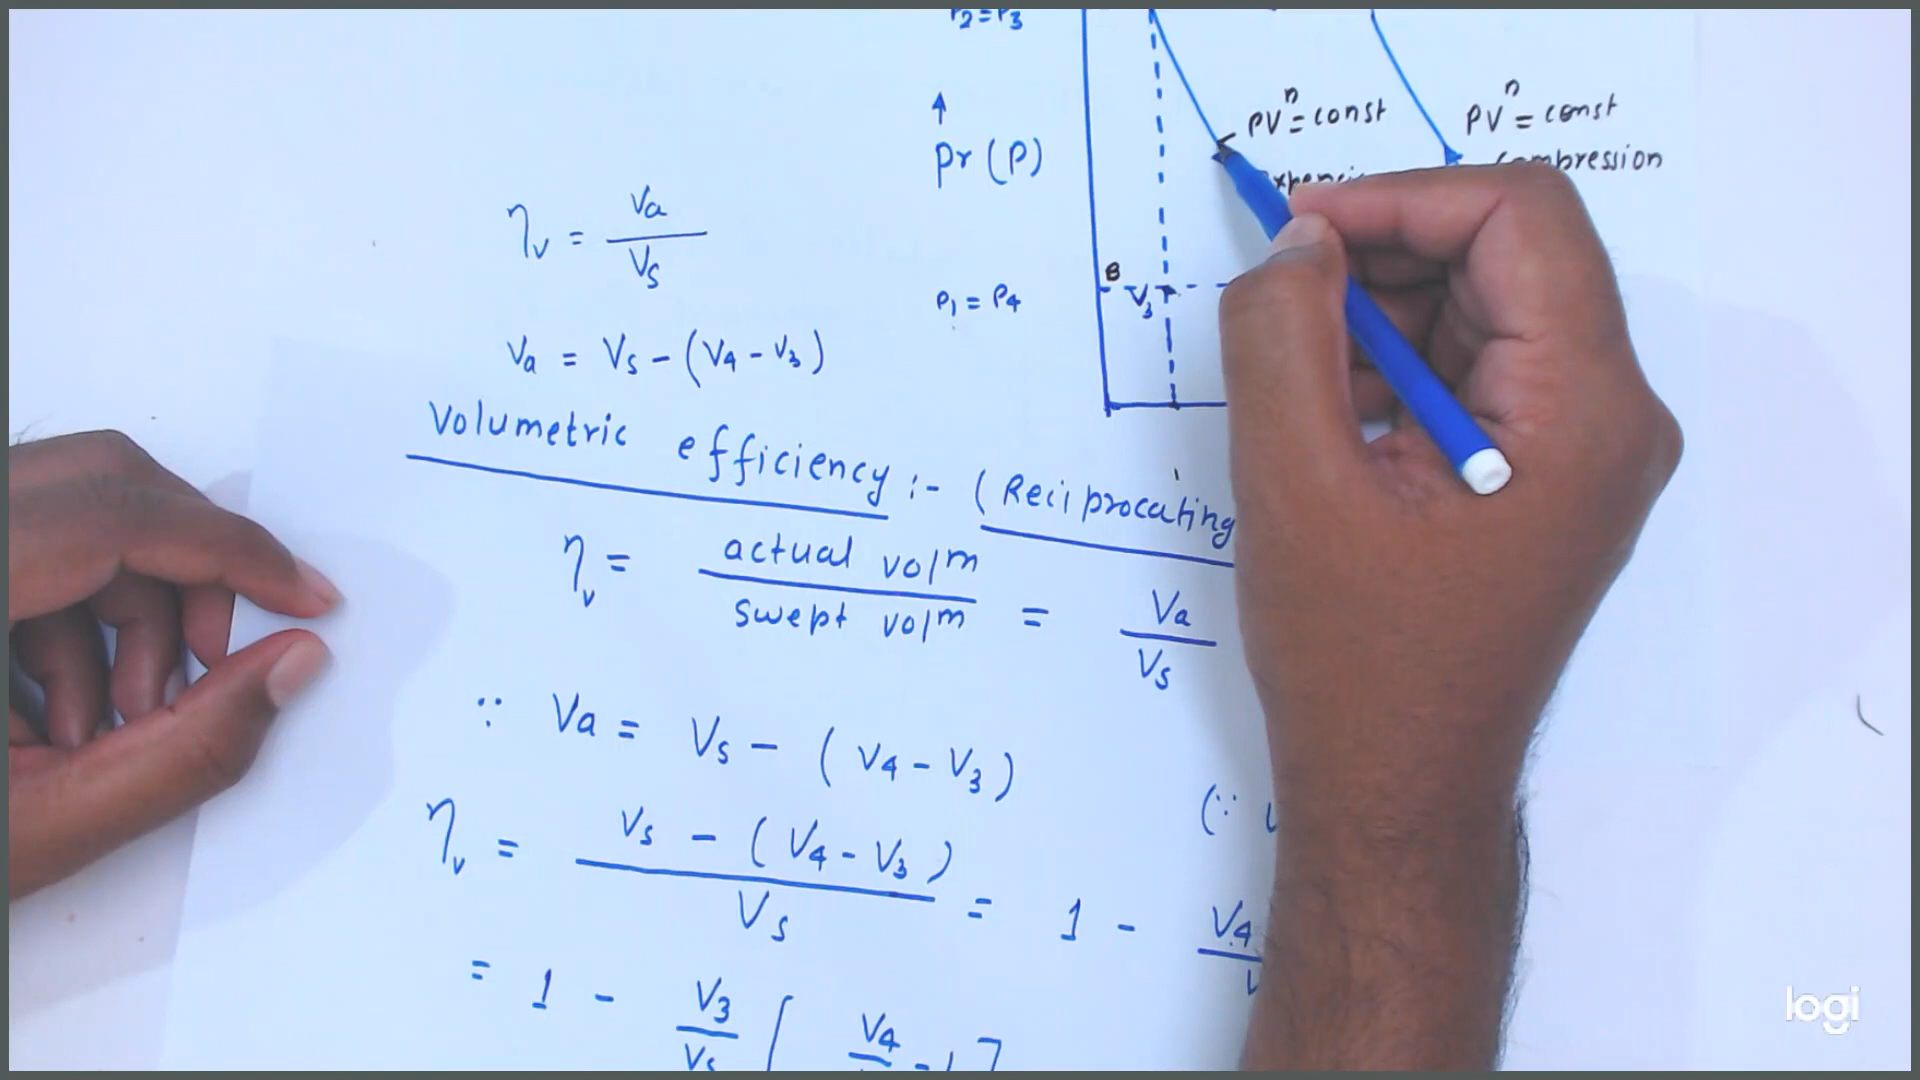 P2 = P3
PVⁿ = const
PVⁿ = const
Pr (P)
compression
ηv = Va / Vs
B
V3
P1 = P4
Va = Vs - (V4 - V3)
Volumetric efficiency :- (Reciprocating
ηv = actual volm / swept volm = Va / Vs
∵ Va = Vs - (V4 - V3)
(∵
ηv = Vs - (V4 - V3) / Vs = 1 - V4
= 1 - V3 / Vs [ V4 - 1 ]
logi